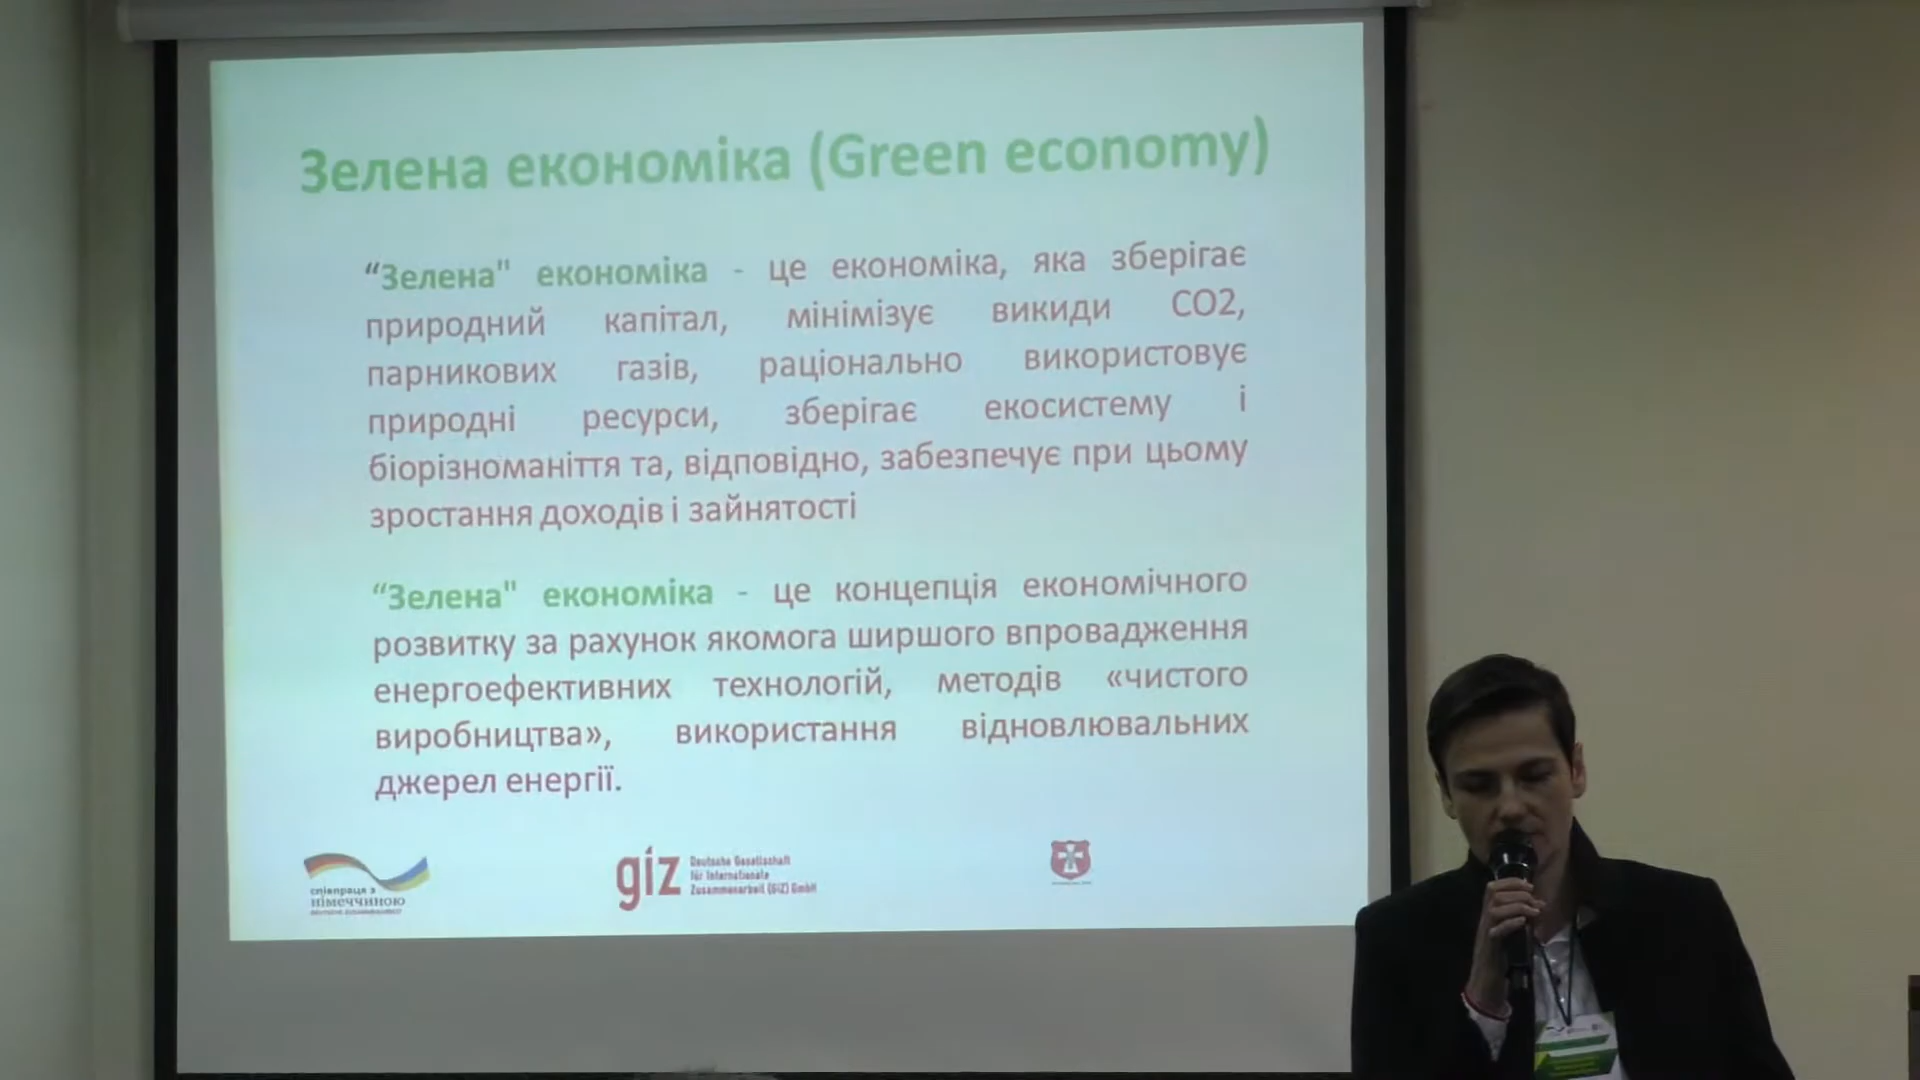 Зелена економіка (Green economy)
“Зелена" економіка - це економіка, яка зберігає
природний капітал, мінімізує викиди СО2,
парникових газів, раціонально використовує
природні ресурси, зберігає екосистему і
біорізноманіття та, відповідно, забезпечує при цьому
зростання доходів і зайнятості
“Зелена" економіка - це концепція економічного
розвитку за рахунок якомога ширшого впровадження
енергоефективних технологій, методів «чистого
виробництва», використання відновлювальних
джерел енергії.
співпраця з
німеччиною
giz
Deutsche Gesellschaft
für Internationale
Zusammenarbeit (GIZ) GmbH